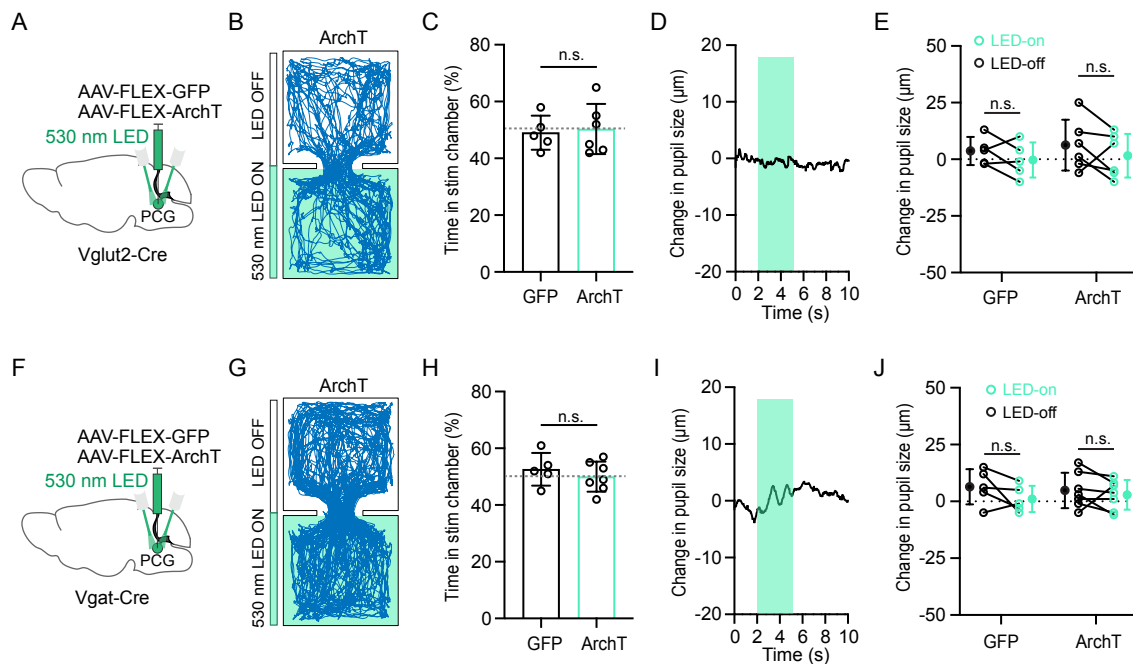 A
AAV-FLEX-GFP
AAV-FLEX-ArchT
530 nm LED
PCG
Vglut2-Cre
B
ArchT
LED OFF
530 nm LED ON
C
n.s.
Time in stim chamber (%)
80
60
40
20
0
GFP
ArchT
D
Change in pupil size (µm)
20
10
0
-10
-20
0 2 4 6 8 10
Time (s)
E
LED-on
LED-off
n.s.
n.s.
Change in pupil size (µm)
50
25
0
-25
-50
GFP
ArchT
F
AAV-FLEX-GFP
AAV-FLEX-ArchT
530 nm LED
PCG
Vgat-Cre
G
ArchT
LED OFF
530 nm LED ON
H
n.s.
Time in stim chamber (%)
80
60
40
20
0
GFP
ArchT
I
Change in pupil size (µm)
20
10
0
-10
-20
0 2 4 6 8 10
Time (s)
J
LED-on
LED-off
n.s.
n.s.
Change in pupil size (µm)
50
25
0
-25
-50
GFP
ArchT